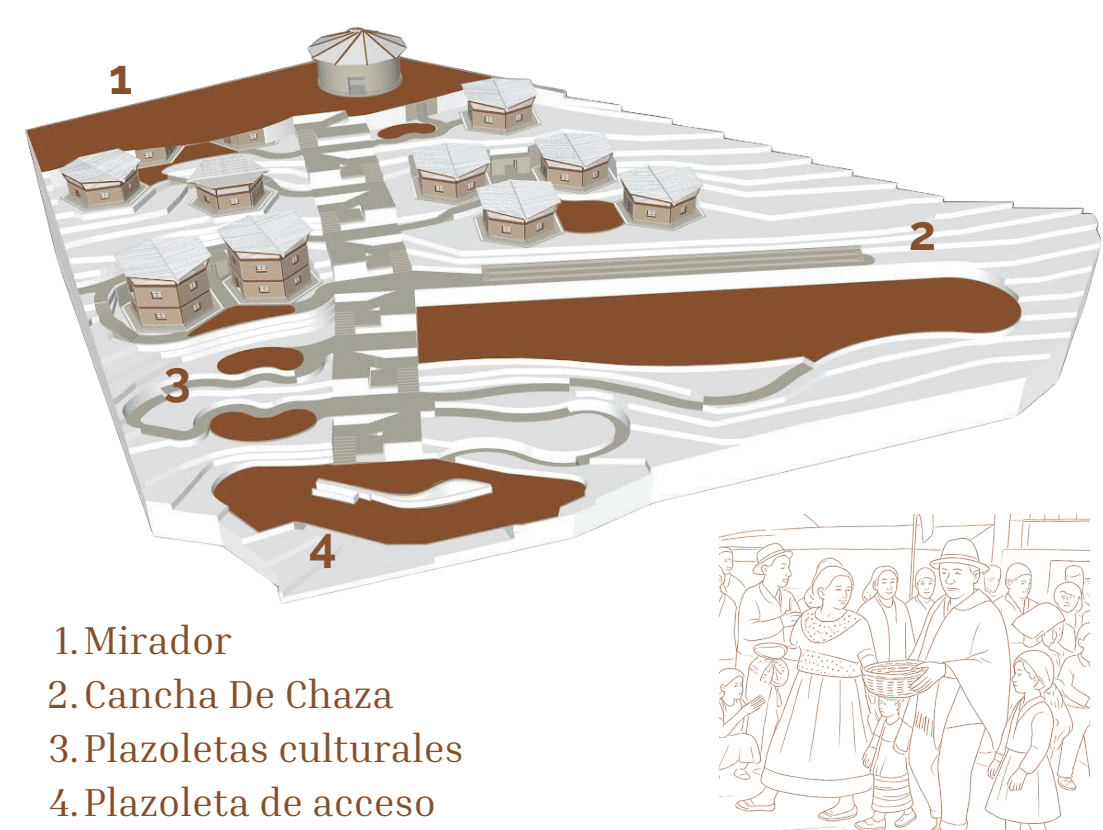 1
2
3
4
1. Mirador
2. Cancha De Chaza
3. Plazoletas culturales
4. Plazoleta de acceso